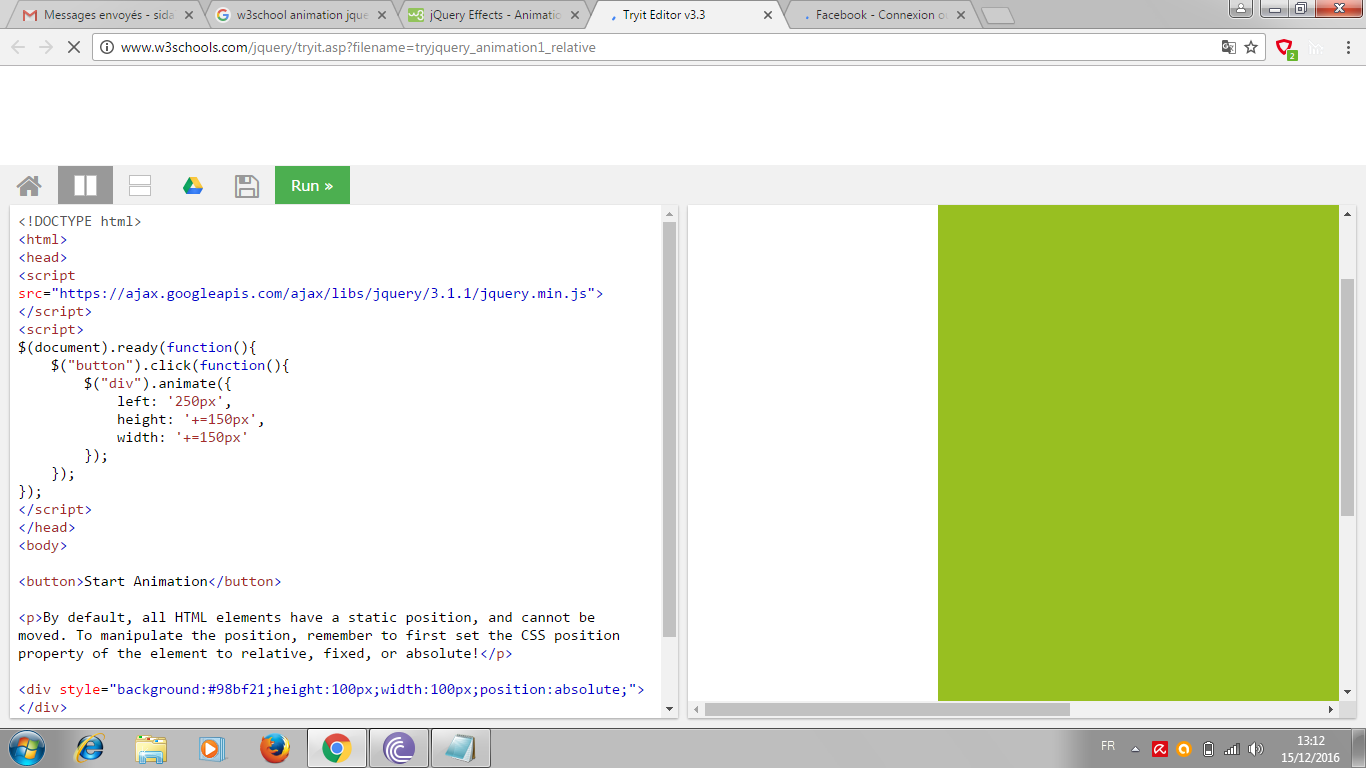 Messages envoyés - sida
w3school animation jque
jQuery Effects - Animatio
Tryit Editor v3.3
Facebook - Connexion o
www.w3schools.com/jquery/tryit.asp?filename=tryjquery_animation1_relative
2
Run »
<!DOCTYPE html>
<html>
<head>
<script
src="https://ajax.googleapis.com/ajax/libs/jquery/3.1.1/jquery.min.js">
</script>
<script>
$(document).ready(function(){
    $("button").click(function(){
        $("div").animate({
            left: '250px',
            height: '+=150px',
            width: '+=150px'
        });
    });
});
</script>
</head>
<body>
<button>Start Animation</button>
<p>By default, all HTML elements have a static position, and cannot be
moved. To manipulate the position, remember to first set the CSS position
property of the element to relative, fixed, or absolute!</p>
<div style="background:#98bf21;height:100px;width:100px;position:absolute;">
</div>
FR
13:12
15/12/2016